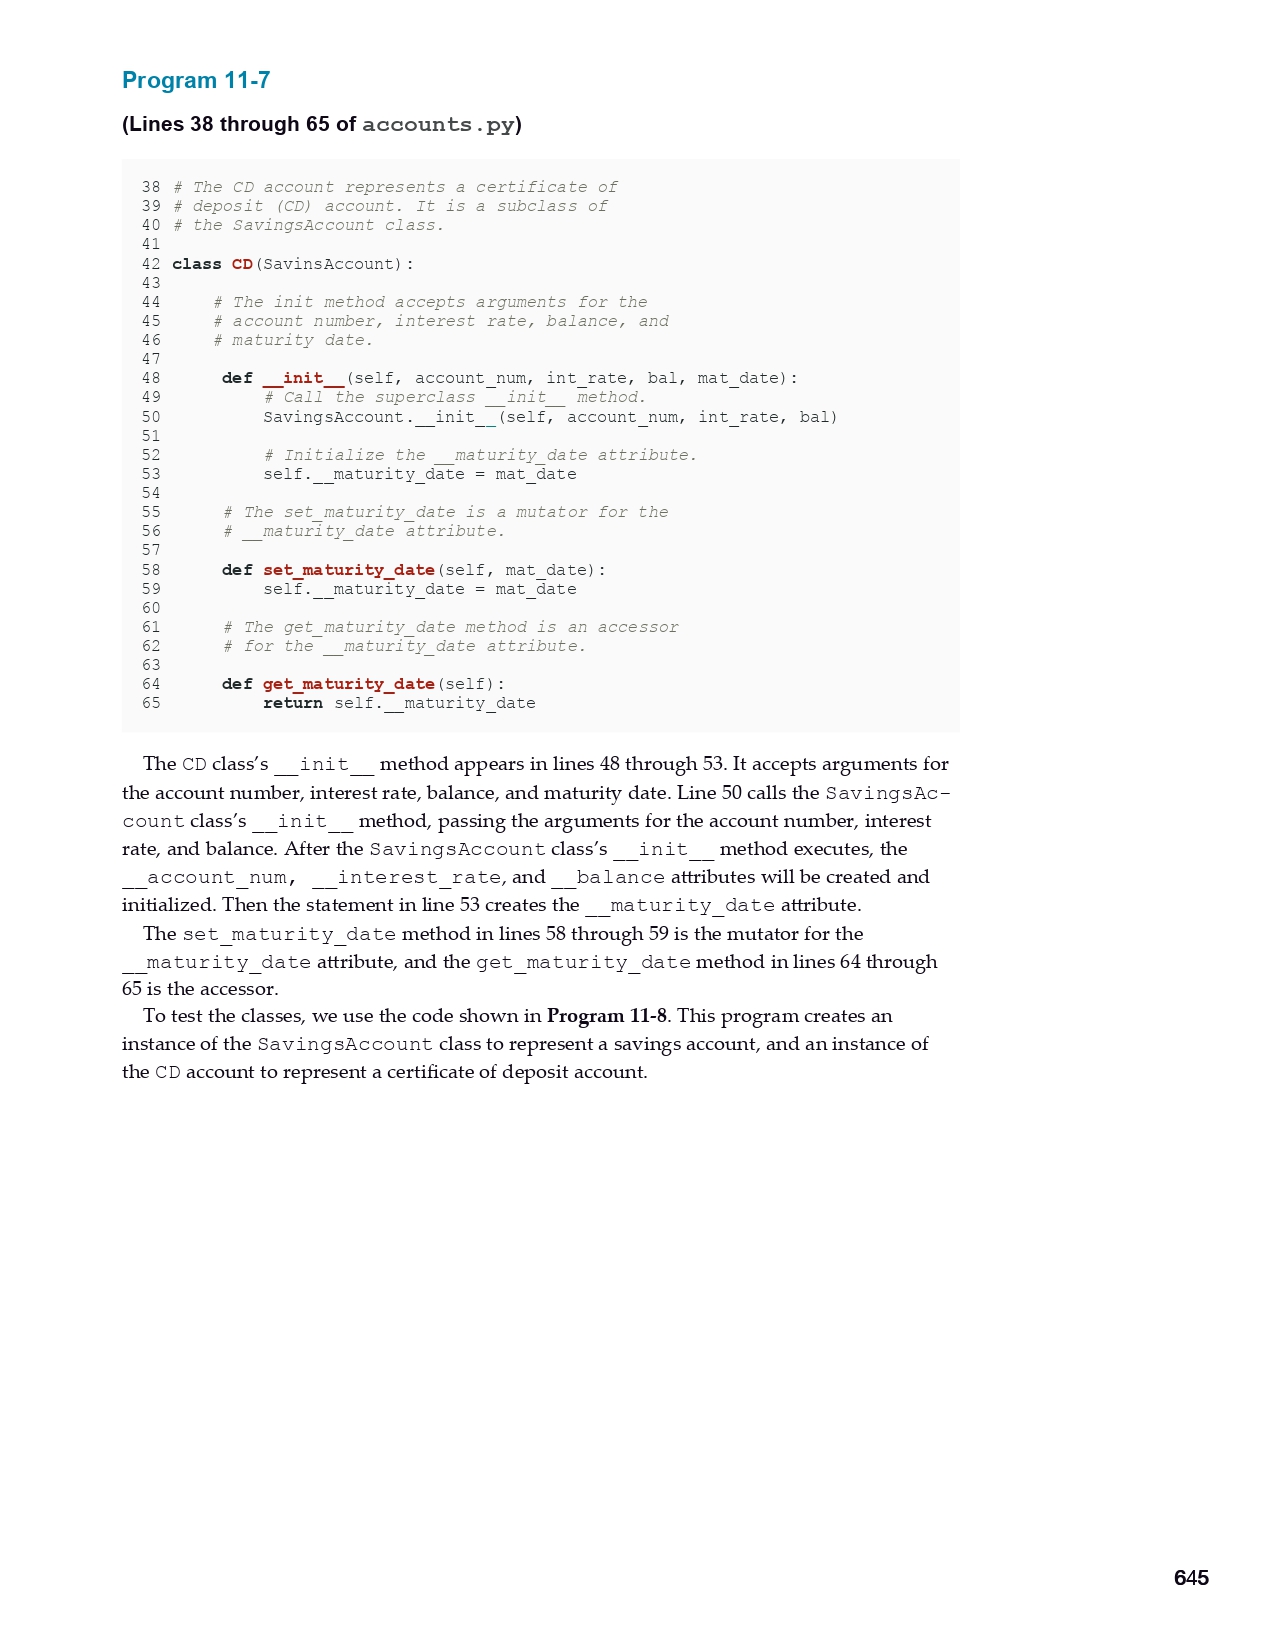 Program 11-7
(Lines 38 through 65 of accounts.py)
38 # The CD account represents a certificate of
39 # deposit (CD) account. It is a subclass of
40 # the SavingsAccount class.
41
42 class CD(SavinsAccount):
43
44     # The init method accepts arguments for the
45     # account number, interest rate, balance, and
46     # maturity date.
47
48     def __init__(self, account_num, int_rate, bal, mat_date):
49         # Call the superclass __init__ method.
50         SavingsAccount.__init__(self, account_num, int_rate, bal)
51
52         # Initialize the __maturity_date attribute.
53         self.__maturity_date = mat_date
54
55     # The set_maturity_date is a mutator for the
56     # __maturity_date attribute.
57
58     def set_maturity_date(self, mat_date):
59         self.__maturity_date = mat_date
60
61     # The get_maturity_date method is an accessor
62     # for the __maturity_date attribute.
63
64     def get_maturity_date(self):
65         return self.__maturity_date
The CD class’s __init__ method appears in lines 48 through 53. It accepts arguments for
the account number, interest rate, balance, and maturity date. Line 50 calls the SavingsAc-
count class’s __init__ method, passing the arguments for the account number, interest
rate, and balance. After the SavingsAccount class’s __init__ method executes, the
__account_num, __interest_rate, and __balance attributes will be created and
initialized. Then the statement in line 53 creates the __maturity_date attribute.
The set_maturity_date method in lines 58 through 59 is the mutator for the
__maturity_date attribute, and the get_maturity_date method in lines 64 through
65 is the accessor.
To test the classes, we use the code shown in Program 11-8. This program creates an
instance of the SavingsAccount class to represent a savings account, and an instance of
the CD account to represent a certificate of deposit account.
645